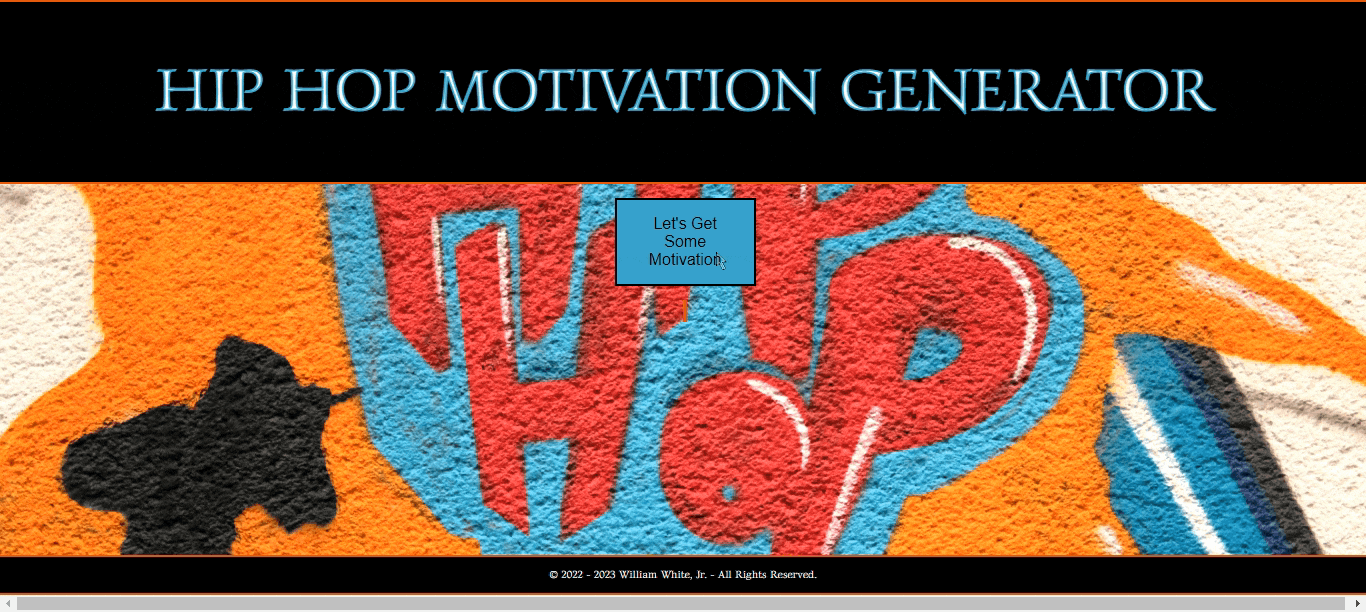 HIP HOP MOTIVATION GENERATOR
HIP
Let's Get
Some
Motivation
HOP
© 2022 - 2023 William White, Jr. - All Rights Reserved.